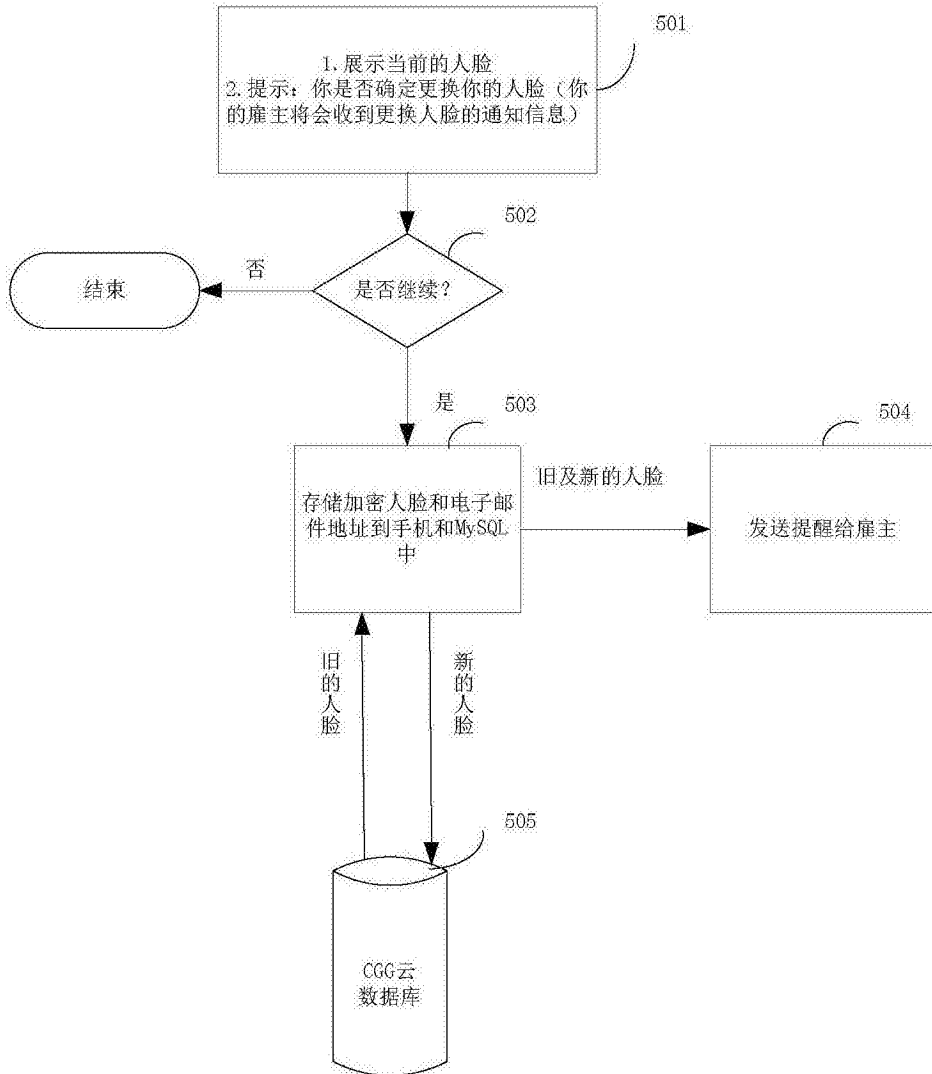 501
1.展示当前的人脸
2.提示：你是否确定更换你的人脸（你
的雇主将会收到更换人脸的通知信息）
502
否
结束
是否继续？
是
503
504
旧及新的人脸
存储加密人脸和电子邮
件地址到手机和MySQL
中
发送提醒给雇主
旧的人脸
新的人脸
505
CGG云
数据库